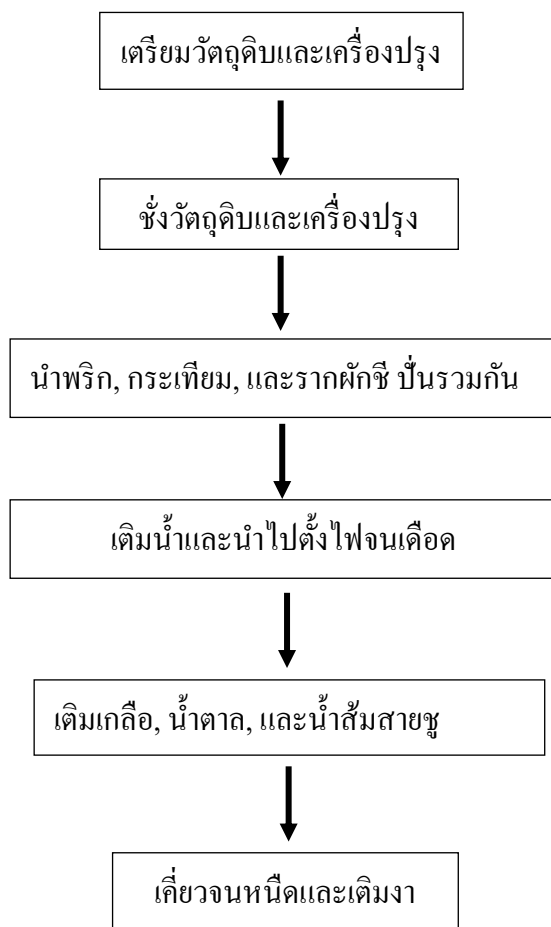 เตรียมวัตถุดิบและเครื่องปรุง
ชั่งวัตถุดิบและเครื่องปรุง
นำพริก, กระเทียม, และรากผักชี ปั่นรวมกัน
เติมน้ำและนำไปตั้งไฟจนเดือด
เติมเกลือ, น้ำตาล, และน้ำส้มสายชู
เคี่ยวจนหนืดและเติมงา